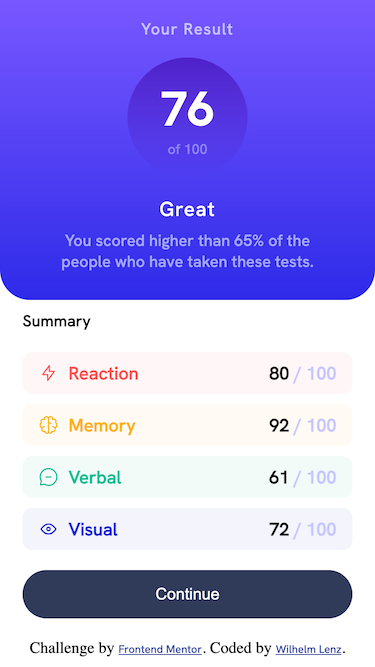 Your Result
76
of 100
Great
You scored higher than 65% of the
people who have taken these tests.
Summary
Reaction 80 / 100
Memory 92 / 100
Verbal 61 / 100
Visual 72 / 100
Continue
Challenge by Frontend Mentor. Coded by Wilhelm Lenz.